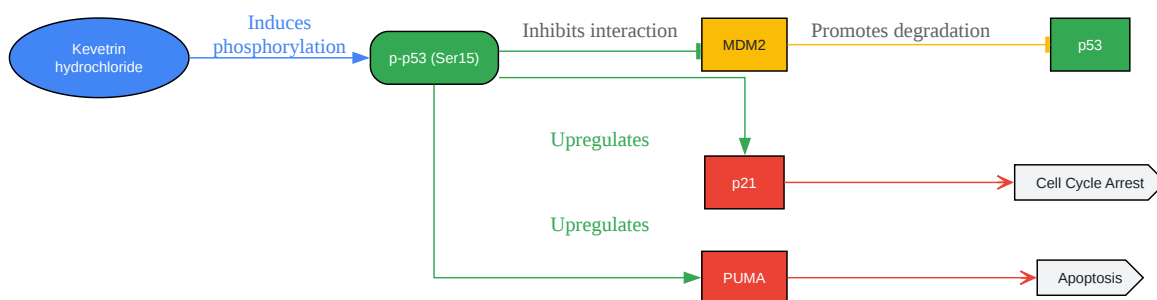 Induces
phosphorylation
Kevetrin
hydrochloride
p-p53 (Ser15)
Inhibits interaction
MDM2
Promotes degradation
p53
Upregulates
p21
Cell Cycle Arrest
Upregulates
PUMA
Apoptosis